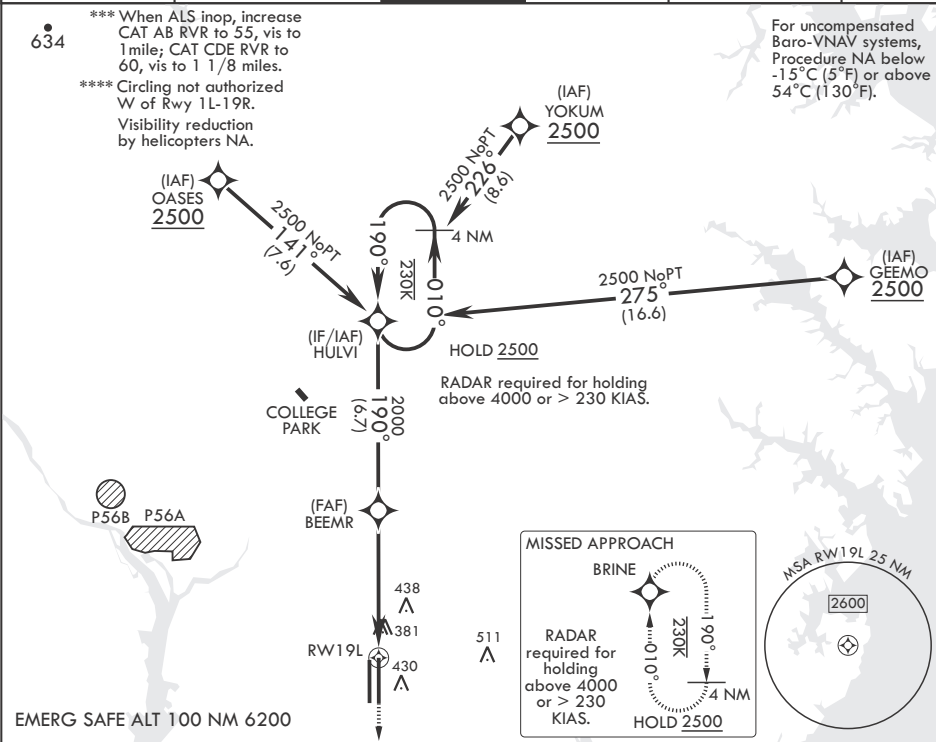 634
*** When ALS inop, increase
CAT AB RVR to 55, vis to
1mile; CAT CDE RVR to
60, vis to 1 1/8 miles.
**** Circling not authorized
W of Rwy 1L-19R.
Visibility reduction
by helicopters NA.
For uncompensated
Baro-VNAV systems,
Procedure NA below
-15°C (5°F) or above
54°C (130°F).
(IAF)
YOKUM
2500
2500 NoPT
226°
(8.6)
(IAF)
OASES
2500
2500 NoPT
141°
(7.6)
190°
230K
010°
4 NM
(IAF)
GEEMO
2500
2500 NoPT
275°
(16.6)
(IF/IAF)
HULVI
HOLD 2500
RADAR required for holding
above 4000 or > 230 KIAS.
COLLEGE
PARK
2000
190°
(6.7)
(FAF)
BEEMR
P56B
P56A
438
381
RW19L
430
511
MISSED APPROACH
BRINE
190°
230K
010°
4 NM
RADAR
required for
holding
above 4000
or > 230
KIAS.
HOLD 2500
MSA RW19L 25 NM
2600
EMERG SAFE ALT 100 NM 6200